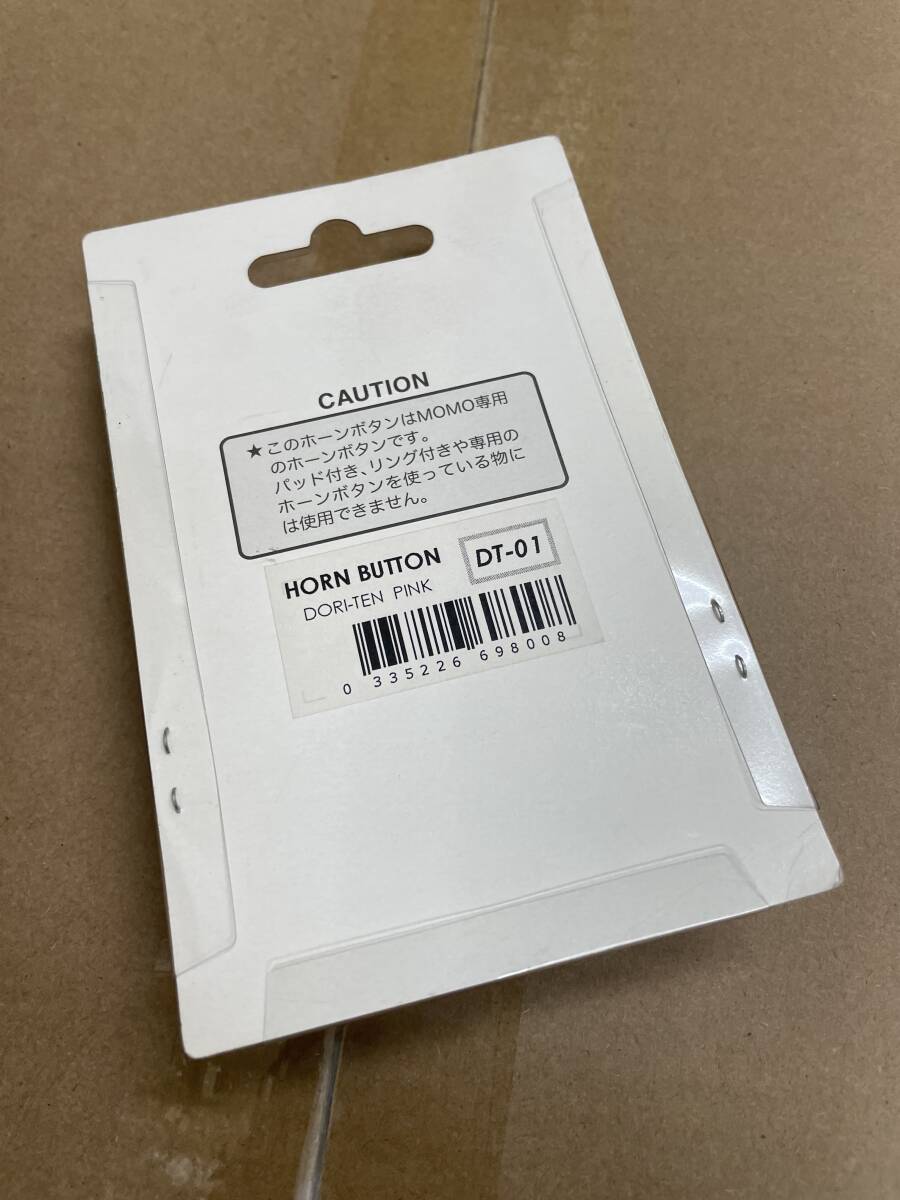 CAUTION
★このホーンボタンはMOMO専用
のホーンボタンです。
パッド付き、リング付きや専用の
ホーンボタンを使っている物に
は使用できません。
HORN BUTTON
DT-01
DORI-TEN PINK
0 335226 698008